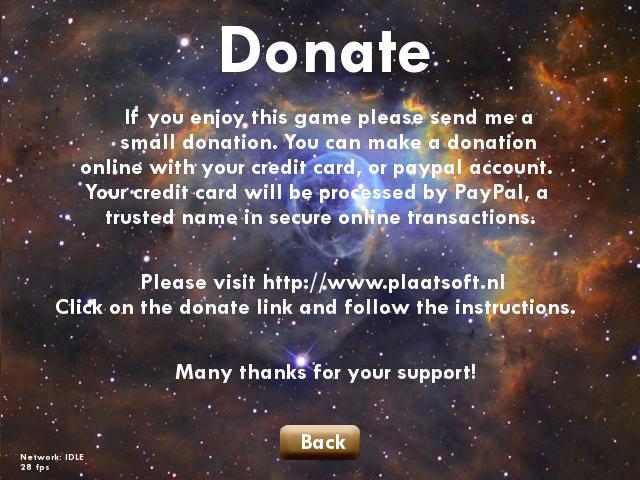 Donate
If you enjoy this game please send me a
small donation. You can make a donation
online with your credit card, or paypal account.
Your credit card will be processed by PayPal, a
trusted name in secure online transactions.
Please visit http://www.plaatsoft.nl
Click on the donate link and follow the instructions.
Many thanks for your support!
Back
Network: IDLE
28 fps